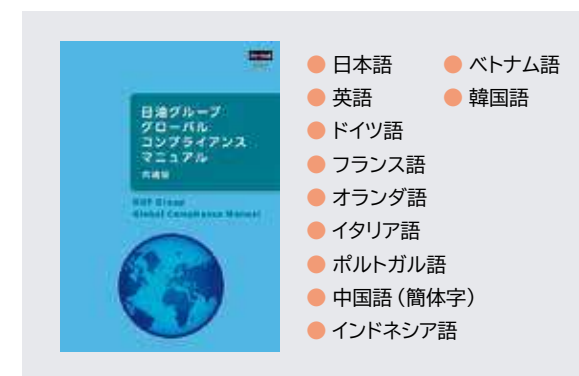 日油グループ
グローバル
コンプライアンス
マニュアル
共通版
NOF Group
Global Compliance Manual
日本語
英語
ドイツ語
フランス語
オランダ語
イタリア語
ポルトガル語
中国語（簡体字）
インドネシア語
ベトナム語
韓国語